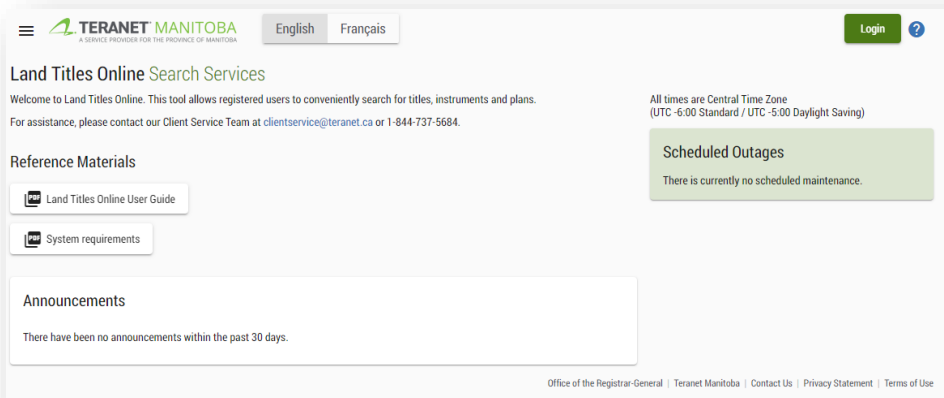 TERANET MANITOBA
A SERVICE PROVIDER FOR THE PROVINCE OF MANITOBA
English Français
Login ?
Land Titles Online Search Services
Welcome to Land Titles Online. This tool allows registered users to conveniently search for titles, instruments and plans.
For assistance, please contact our Client Service Team at clientservice@teranet.ca or 1-844-737-5684.
All times are Central Time Zone
(UTC -6:00 Standard / UTC -5:00 Daylight Saving)
Scheduled Outages
There is currently no scheduled maintenance.
Reference Materials
PDF Land Titles Online User Guide
PDF System requirements
Announcements
There have been no announcements within the past 30 days.
Office of the Registrar-General | Teranet Manitoba | Contact Us | Privacy Statement | Terms of Use